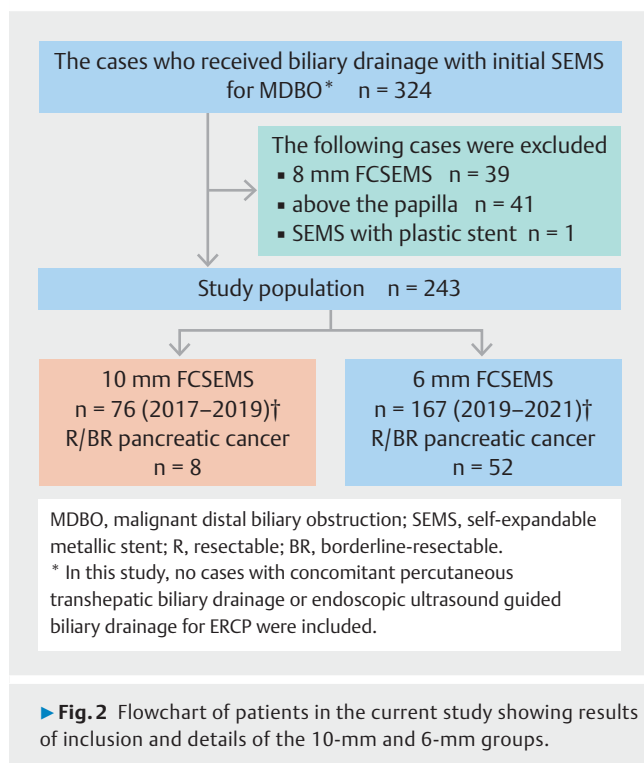 The cases who received biliary drainage with initial SEMS
for MDBO* n = 324
The following cases were excluded
▪ 8 mm FCSEMS n = 39
▪ above the papilla n = 41
▪ SEMS with plastic stent n = 1
Study population n = 243
10 mm FCSEMS
n = 76 (2017–2019)†
R/BR pancreatic cancer
n = 8
6 mm FCSEMS
n = 167 (2019–2021)†
R/BR pancreatic cancer
n = 52
MDBO, malignant distal biliary obstruction; SEMS, self-expandable
metallic stent; R, resectable; BR, borderline-resectable.
* In this study, no cases with concomitant percutaneous
transhepatic biliary drainage or endoscopic ultrasound guided
biliary drainage for ERCP were included.
▶ Fig. 2 Flowchart of patients in the current study showing results
of inclusion and details of the 10-mm and 6-mm groups.